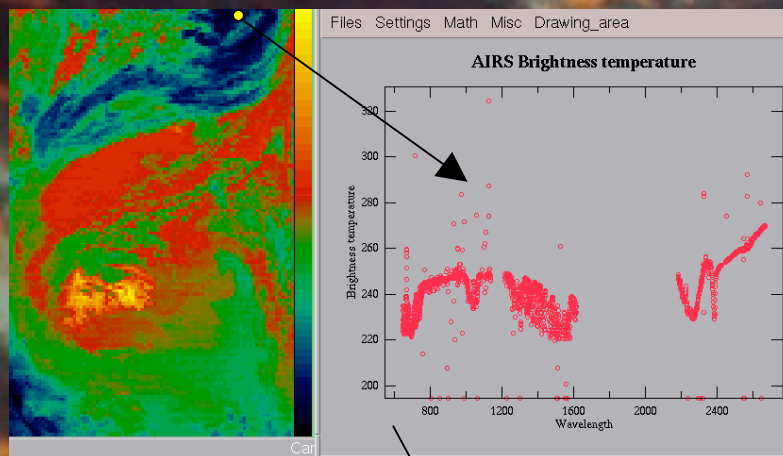 Files Settings Math Misc Drawing_area
AIRS Brightness temperature
320
300
280
260
240
220
200
Brightness temperature
800 1200 1600 2000 2400
Wavelength
Car